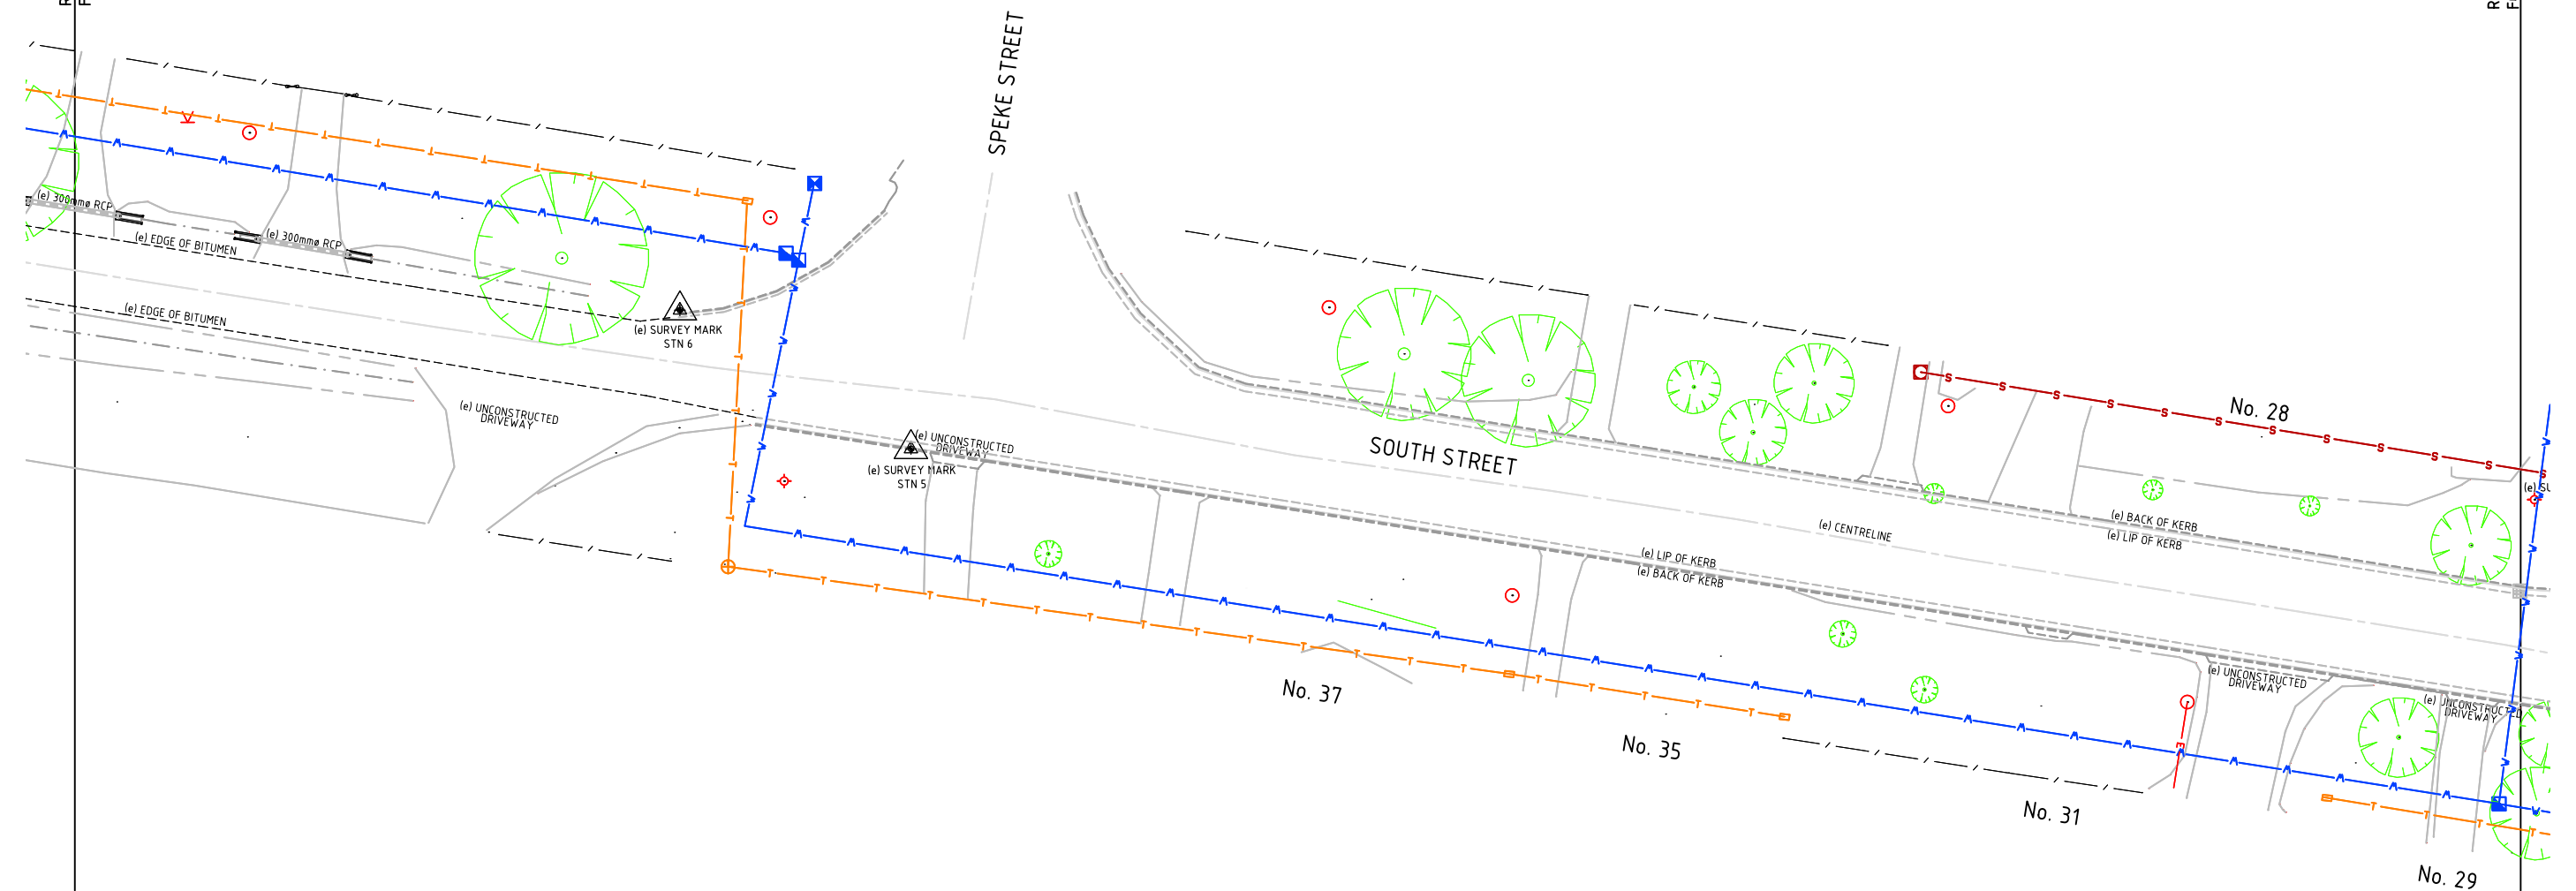 SPEKE STREET
(e) 300mmø RCP
(e) EDGE OF BITUMEN
(e) 300mmø RCP
(e) EDGE OF BITUMEN
(e) SURVEY MARK
STN 6
(e) UNCONSTRUCTED
DRIVEWAY
(e) UNCONSTRUCTED
DRIVEWAY
(e) SURVEY MARK
STN 5
SOUTH STREET
No. 28
(e) CENTRELINE
(e) BACK OF KERB
(e) LIP OF KERB
(e) LIP OF KERB
(e) BACK OF KERB
(e) UNCONSTRUCTED
DRIVEWAY
(e) UNCONSTRUCTED
DRIVEWAY
No. 37
No. 35
No. 31
No. 29